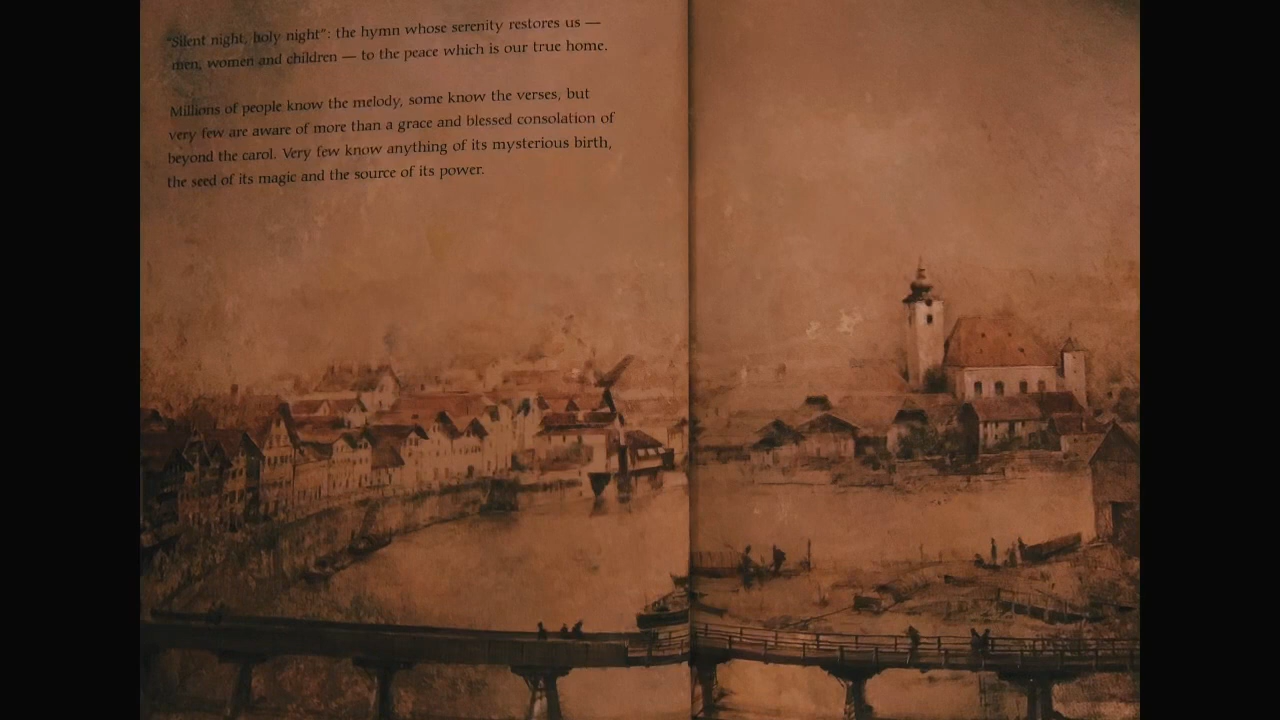 "Silent night, holy night": the hymn whose serenity restores us —
men, women and children — to the peace which is our true home.
Millions of people know the melody, some know the verses, but
very few are aware of more than a grace and blessed consolation of
beyond the carol. Very few know anything of its mysterious birth,
the seed of its magic and the source of its power.